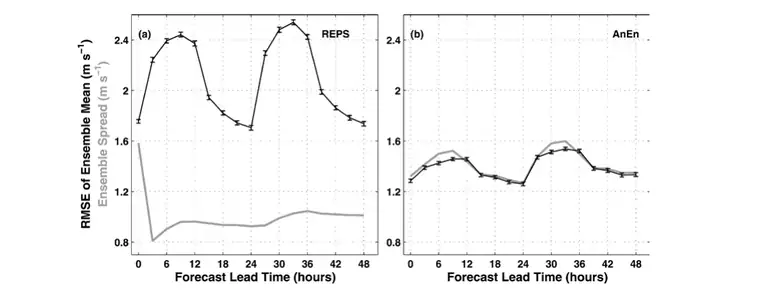 (a) REPS
(b) AnEn
RMSE of Ensemble Mean (m s⁻¹)
Ensemble Spread (m s⁻¹)
2.4
2
1.6
1.2
0.8
2.4
2
1.6
1.2
0.8
0 6 12 18 24 30 36 42 48
0 6 12 18 24 30 36 42 48
Forecast Lead Time (hours)
Forecast Lead Time (hours)